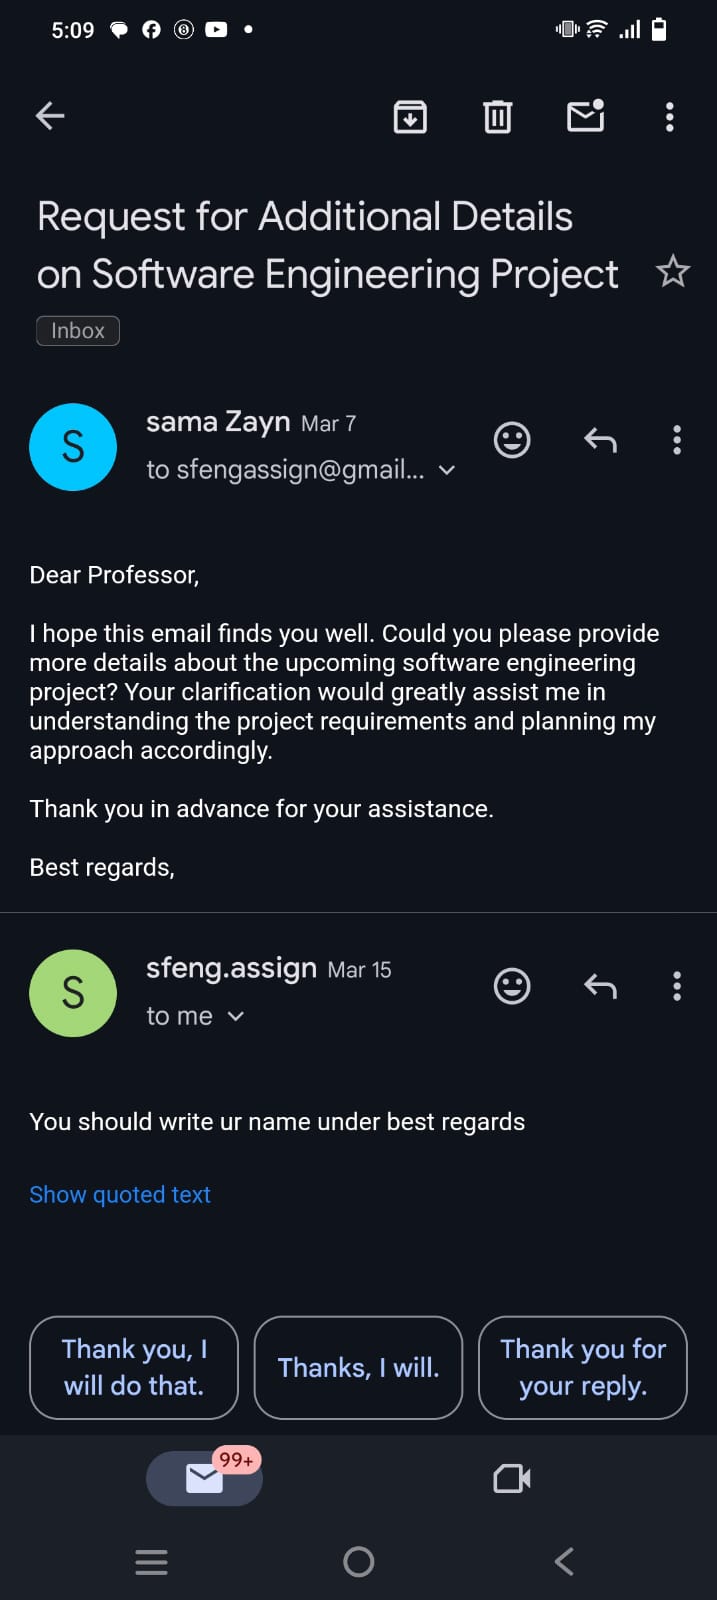 5:09
Request for Additional Details
on Software Engineering Project
Inbox
S
sama Zayn Mar 7
to sfengassign@gmail...
Dear Professor,
I hope this email finds you well. Could you please provide
more details about the upcoming software engineering
project? Your clarification would greatly assist me in
understanding the project requirements and planning my
approach accordingly.
Thank you in advance for your assistance.
Best regards,
S
sfeng.assign Mar 15
to me
You should write ur name under best regards
Show quoted text
Thank you, I
will do that.
Thanks, I will.
Thank you for
your reply.
99+